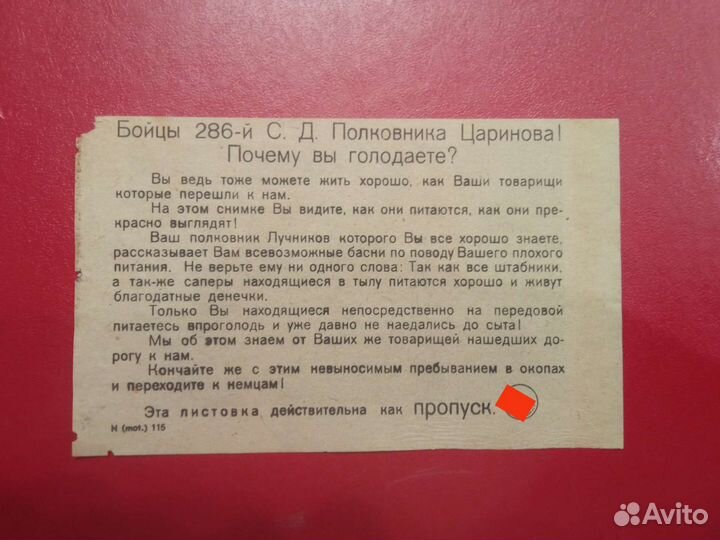 Бойцы 286-й С. Д. Полковника Царинова!
Почему вы голодаете?
Вы ведь тоже можете жить хорошо, как Ваши товарищи
которые перешли к нам.
На этом снимке Вы видите, как они питаются, как они пре-
красно выглядят!
Ваш полковник Лучников которого Вы все хорошо знаете,
рассказывает Вам всевозможные басни по поводу Вашего плохого
питания. Не верьте ему ни одного слова: Так как все штабники,
а так-же саперы находящиеся в тылу питаются хорошо и живут
благодатные денечки.
Только Вы находящиеся непосредственно на передовой
питаетесь впроголодь и уже давно не наедались до сыта!
Мы об этом знаем от Ваших же товарищей нашедших до-
рогу к нам.
Кончайте же с этим невыносимым пребыванием в окопах
и переходите к немцам!
Эта листовка действительна как пропуск.
N (mot.) 115
Avito